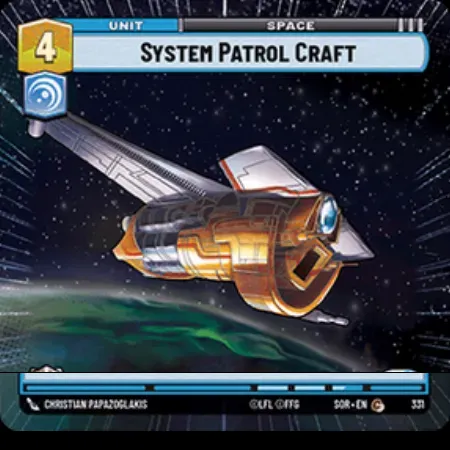 UNIT
SPACE
4
SYSTEM PATROL CRAFT
CHRISTIAN PAPAZOGLAKIS
©LFL ©FFG
SOR • EN
C
331